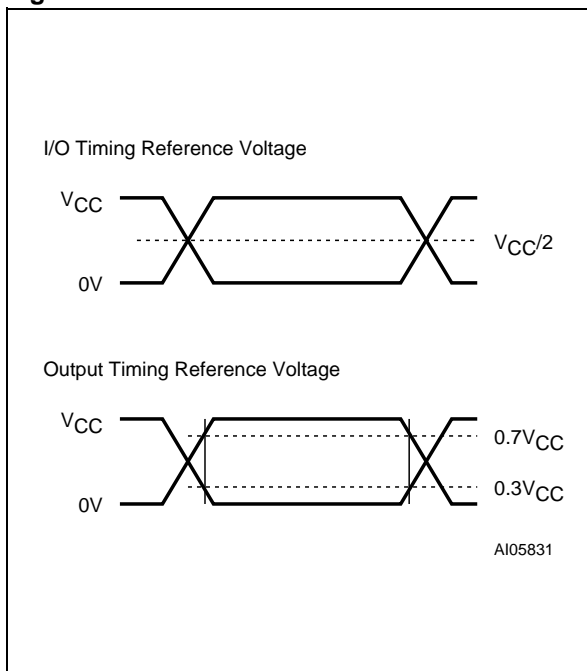 I/O Timing Reference Voltage
VCC
VCC/2
0V
Output Timing Reference Voltage
VCC
0.7VCC
0.3VCC
0V
AI05831